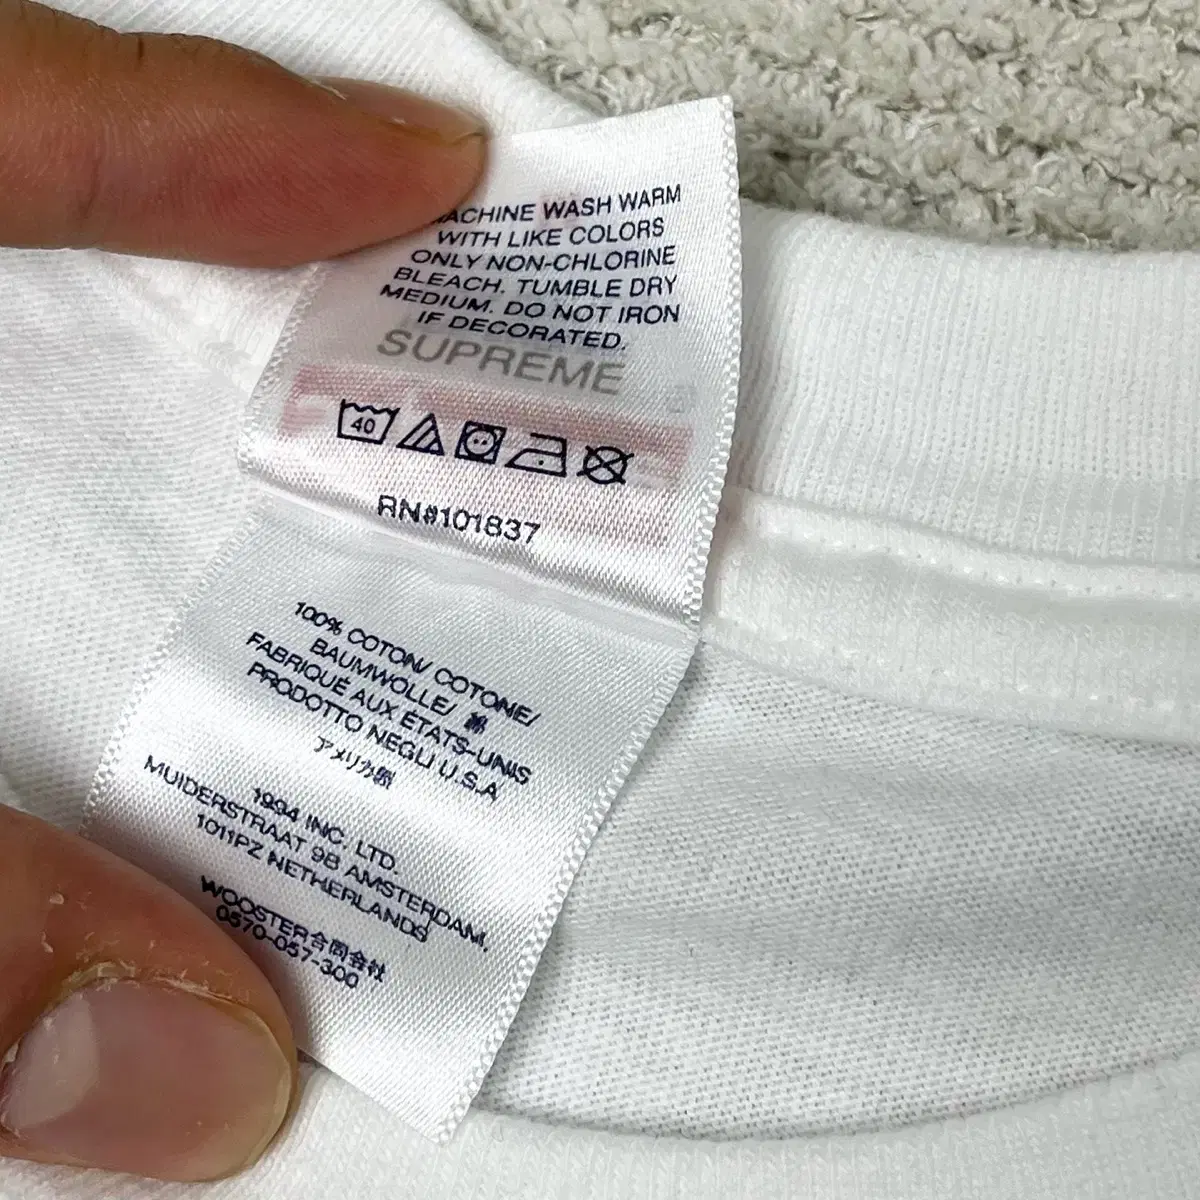 MACHINE WASH WARM
WITH LIKE COLORS
ONLY NON-CHLORINE
BLEACH. TUMBLE DRY
MEDIUM. DO NOT IRON
IF DECORATED.
SUPREME
40
RN#101837
100% COTON/ COTONE/
BAUMWOLLE/ 綿
FABRIQUÉ AUX ÉTATS-UNIS
PRODOTTO NEGLI U.S.A
アメリカ製
1994 INC. LTD.
MUIDERSTRAAT 98 AMSTERDAM,
1011PZ NETHERLANDS
WOOSTER合同会社
0570-057-300